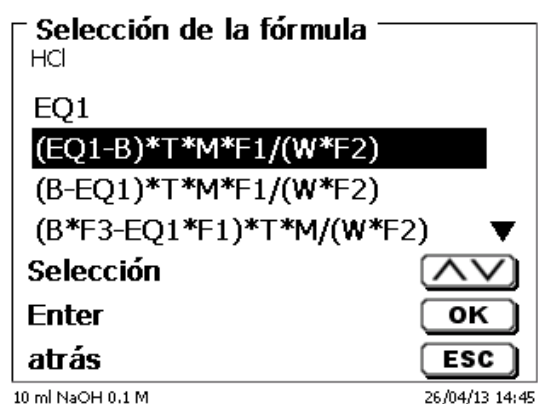 Selección de la fórmula
HCl
EQ1
(EQ1-B)*T*M*F1/(W*F2)
(B-EQ1)*T*M*F1/(W*F2)
(B*F3-EQ1*F1)*T*M/(W*F2)
Selección
Enter OK
atrás ESC
10 ml NaOH 0.1 M 26/04/13 14:45